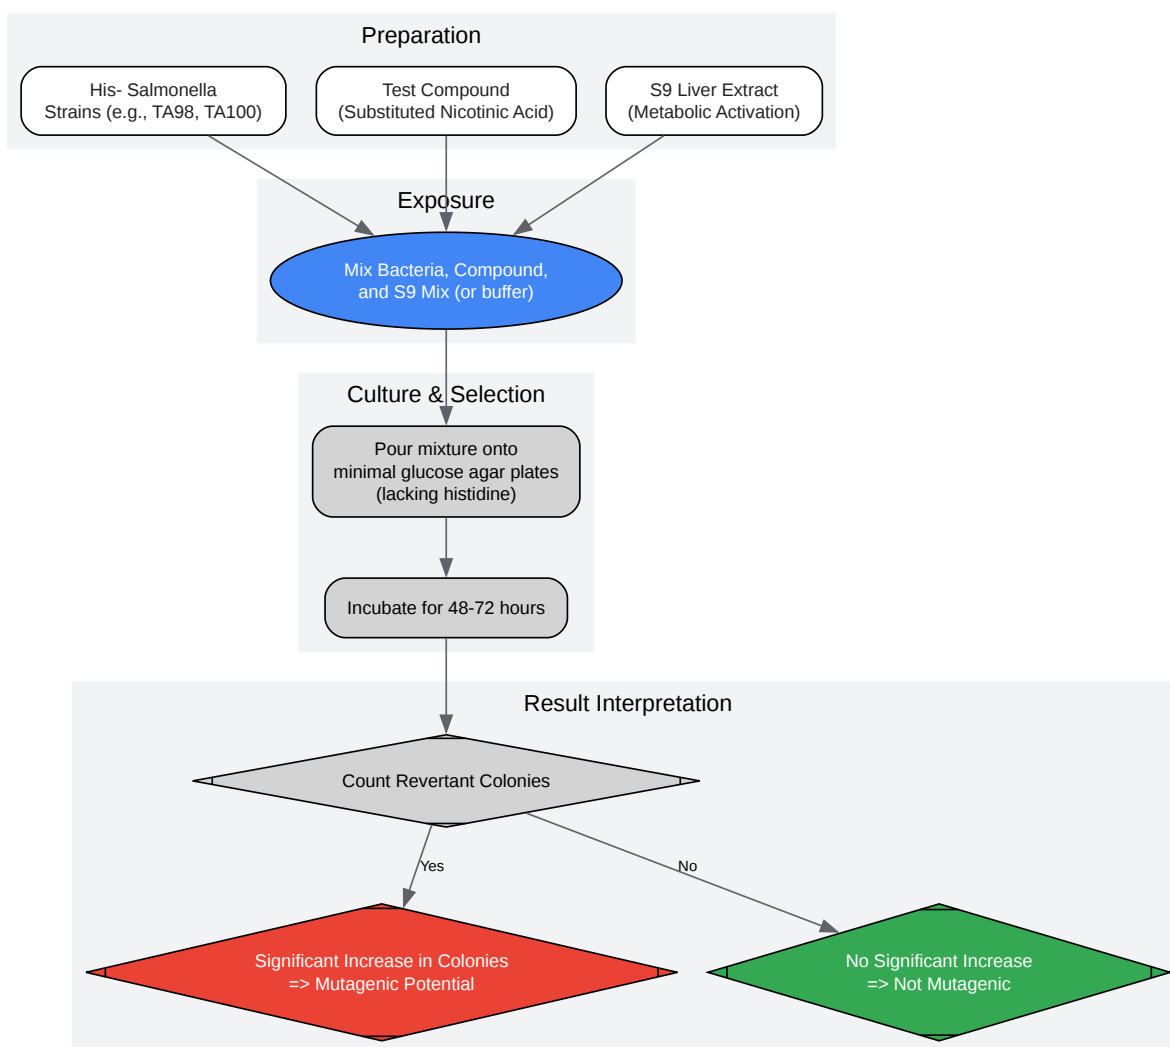 Preparation
His- Salmonella
Strains (e.g., TA98, TA100)
Test Compound
(Substituted Nicotinic Acid)
S9 Liver Extract
(Metabolic Activation)
Exposure
Mix Bacteria, Compound,
and S9 Mix (or buffer)
Culture & Selection
Pour mixture onto
minimal glucose agar plates
(lacking histidine)
Incubate for 48-72 hours
Result Interpretation
Count Revertant Colonies
Yes
No
Significant Increase in Colonies
=> Mutagenic Potential
No Significant Increase
=> Not Mutagenic